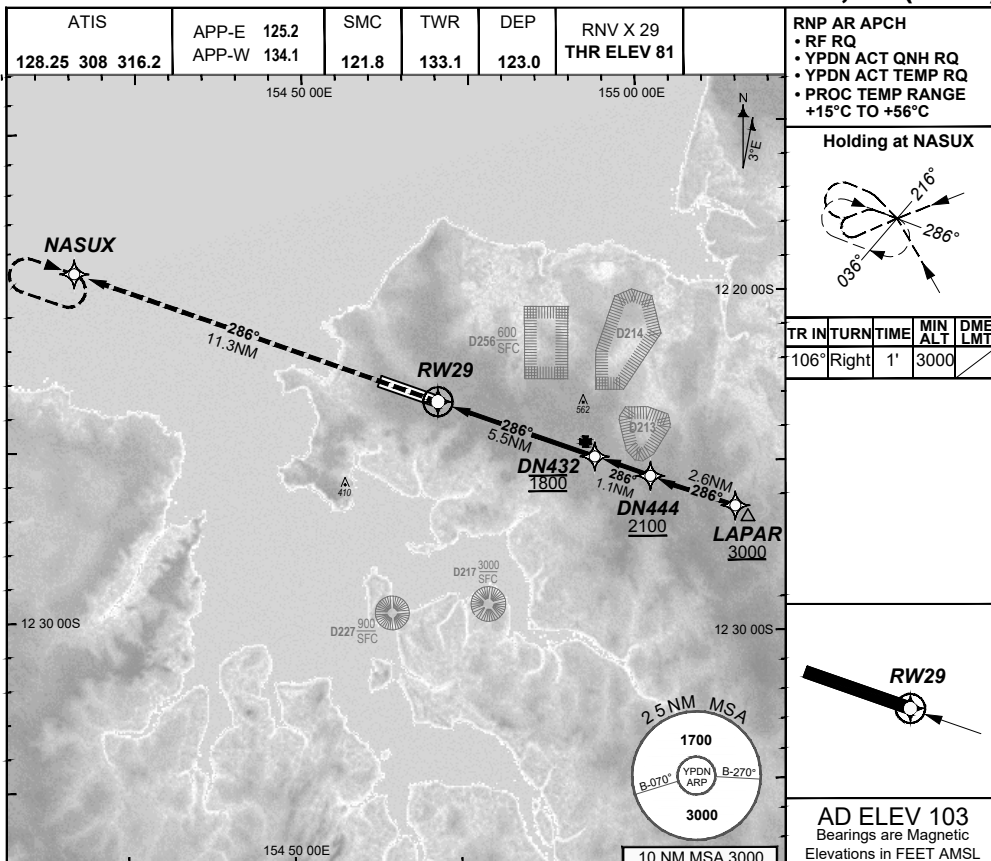 ATIS
128.25 308 316.2
APP-E 125.2
APP-W 134.1
SMC
121.8
TWR
133.1
DEP
123.0
RNV X 29
THR ELEV 81
RNP AR APCH
• RF RQ
• YPDN ACT QNH RQ
• YPDN ACT TEMP RQ
• PROC TEMP RANGE
+15°C TO +56°C
154 50 00E
155 00 00E
N
3°E
Holding at NASUX
216°
286°
036°
TR IN TURN TIME MIN ALT DME LMT
106° Right 1' 3000
NASUX
286°
11.3NM
RW29
12 20 00S
D256 600
SFC
D214
562
D213
286°
5.5NM
DN432
1800
286°
1.1NM
DN444
2100
2.6NM
286°
LAPAR
3000
410
D217 3000
SFC
D227 900
SFC
12 30 00S
12 30 00S
RW29
25NM MSA
1700
B-070°
YPDN
ARP
B-270°
3000
10 NM MSA 3000
154 50 00E
AD ELEV 103
Bearings are Magnetic
Elevations in FEET AMSL